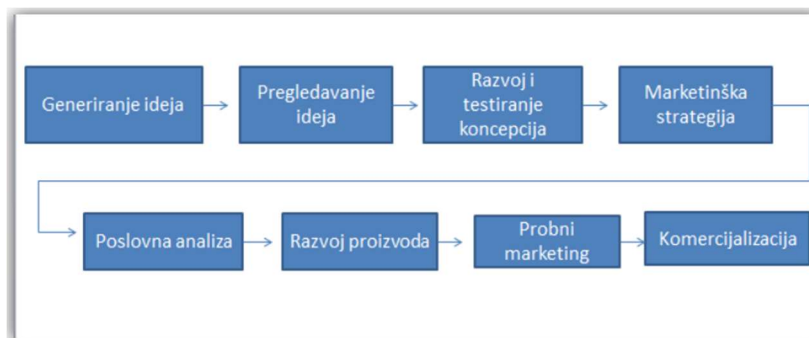 Generiranje ideja
Pregledavanje
ideja
Razvoj i
testiranje
koncepcija
Marketinška
strategija
Poslovna analiza
Razvoj proizvoda
Probni
marketing
Komercijalizacija